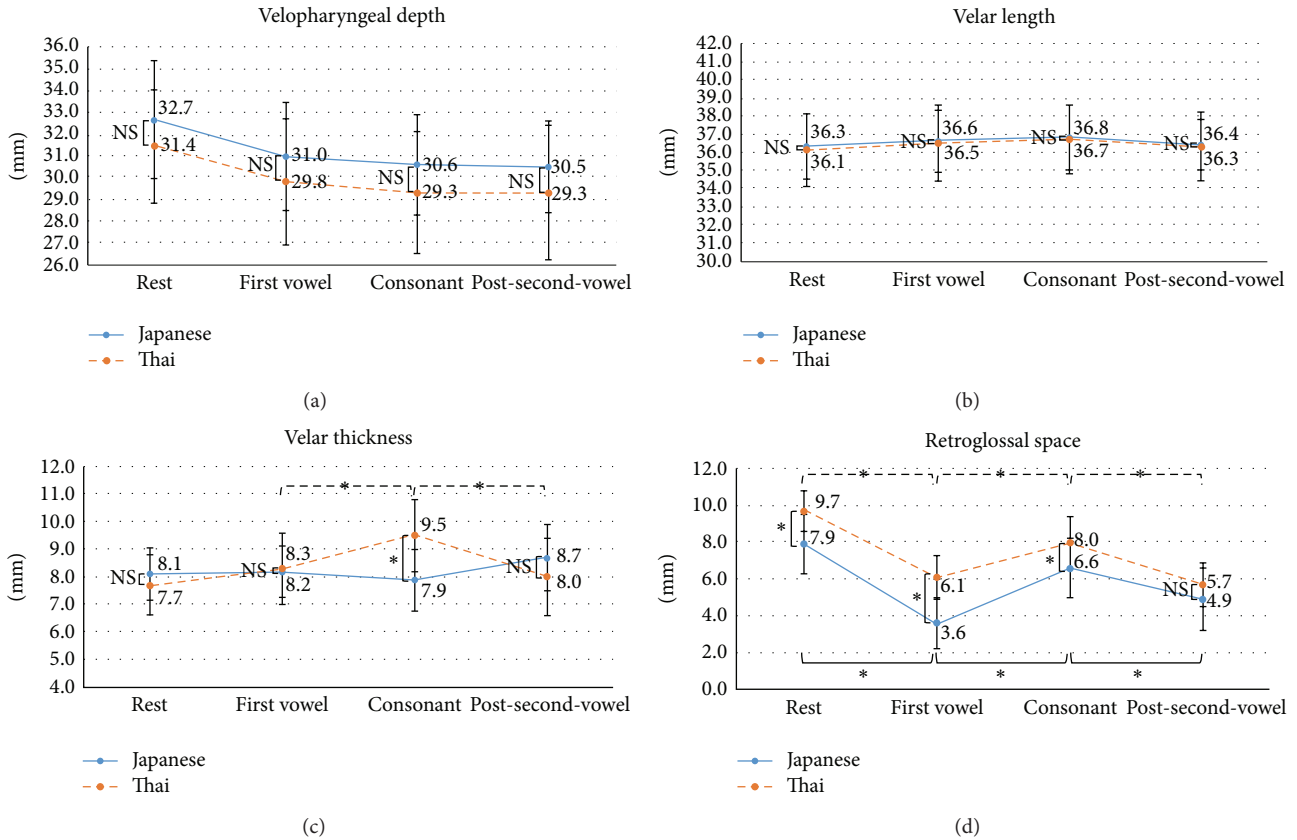 Velopharyngeal depth
36.0
35.0
34.0
33.0
32.0
31.0
30.0
29.0
28.0
27.0
26.0
(mm)
32.7
31.0
30.6
30.5
NS
NS
NS
NS
31.4
29.8
29.3
29.3
Rest First vowel Consonant Post-second-vowel
Japanese
Thai
(a)
Velar length
42.0
41.0
40.0
39.0
38.0
37.0
36.0
35.0
34.0
33.0
32.0
31.0
30.0
(mm)
36.3
36.6
36.8
36.4
NS
NS
NS
NS
36.1
36.5
36.7
36.3
Rest First vowel Consonant Post-second-vowel
Japanese
Thai
(b)
Velar thickness
12.0
11.0
10.0
9.0
8.0
7.0
6.0
5.0
4.0
(mm)
* *
8.1
8.3
9.5
8.7
NS
NS
*
NS
7.7
8.2
7.9
8.0
Rest First vowel Consonant Post-second-vowel
Japanese
Thai
(c)
Retroglossal space
12.0
10.0
8.0
6.0
4.0
2.0
0.0
(mm)
* * *
9.7
6.1
8.0
5.7
*
*
*
NS
7.9
3.6
6.6
4.9
* * *
Rest First vowel Consonant Post-second-vowel
Japanese
Thai
(d)